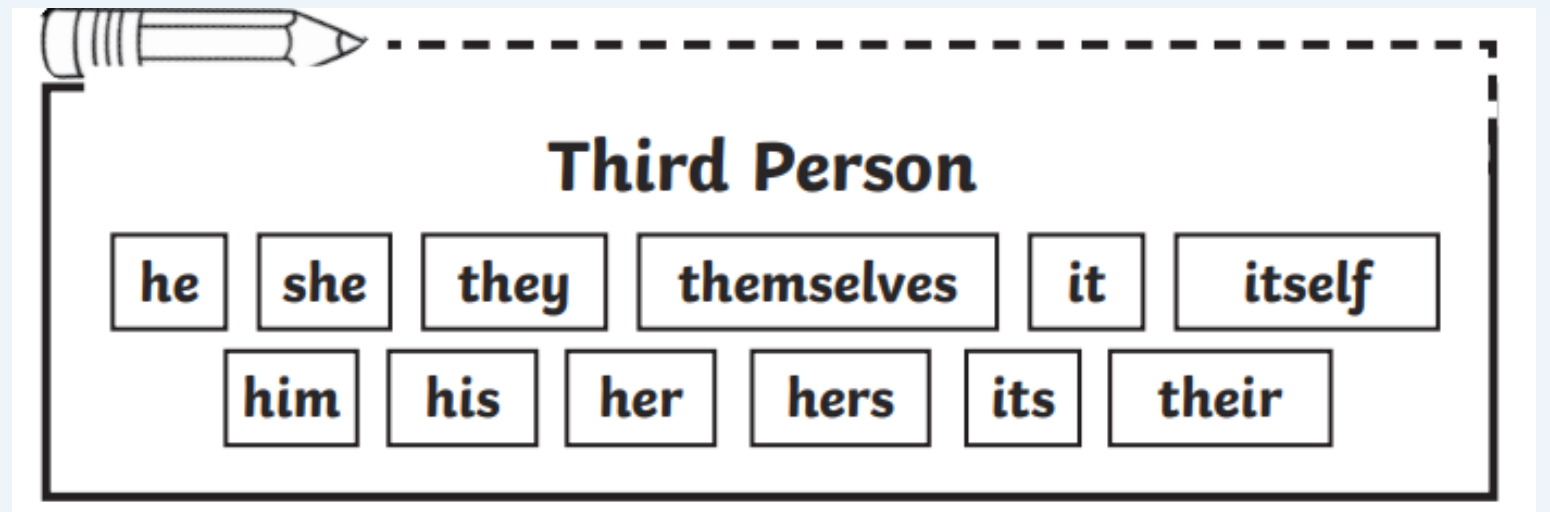 Third Person
he she they themselves it itself
him his her hers its their